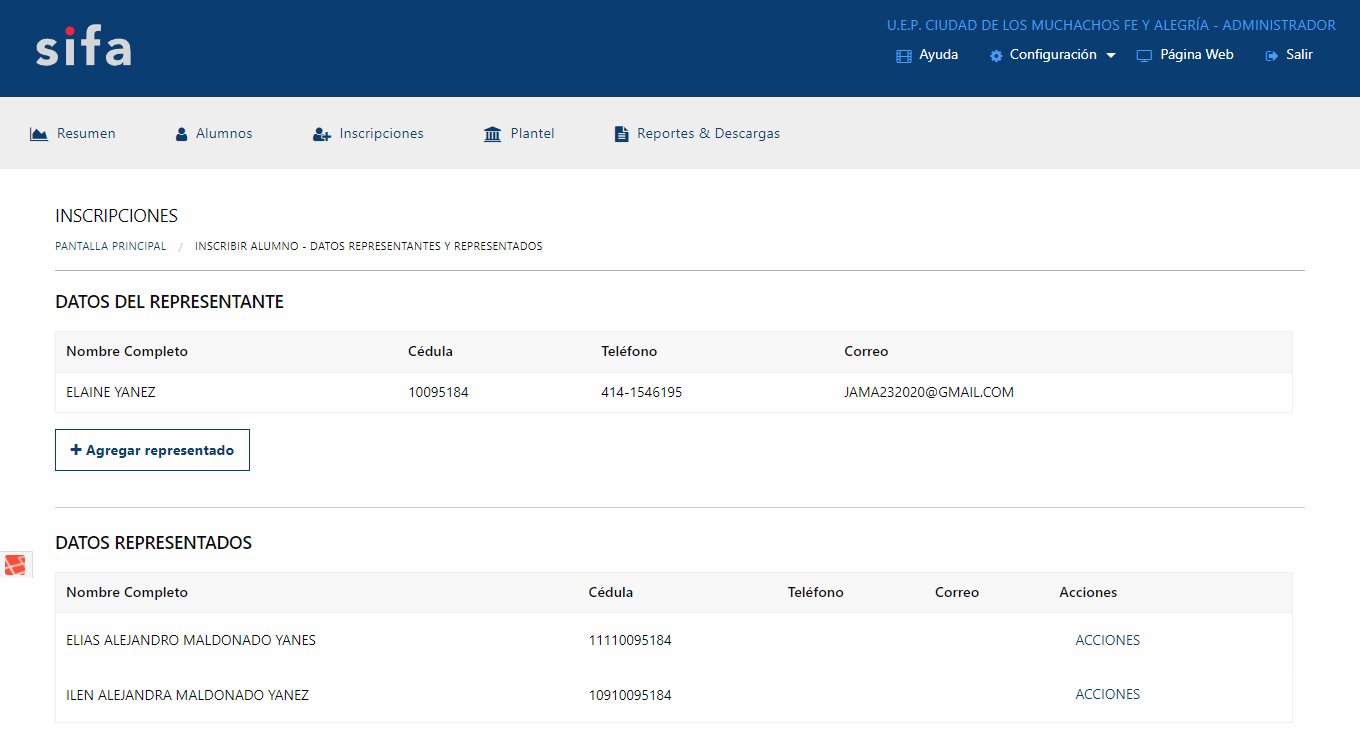 sifa
U.E.P. CIUDAD DE LOS MUCHACHOS FE Y ALEGRÍA - ADMINISTRADOR
Ayuda Configuración Página Web Salir
Resumen Alumnos Inscripciones Plantel Reportes & Descargas
INSCRIPCIONES
PANTALLA PRINCIPAL / INSCRIBIR ALUMNO - DATOS REPRESENTANTES Y REPRESENTADOS
DATOS DEL REPRESENTANTE
Nombre Completo Cédula Teléfono Correo
ELAINE YANEZ 10095184 414-1546195 JAMA232020@GMAIL.COM
+ Agregar representado
DATOS REPRESENTADOS
Nombre Completo Cédula Teléfono Correo Acciones
ELIAS ALEJANDRO MALDONADO YANES 11110095184 ACCIONES
ILEN ALEJANDRA MALDONADO YANEZ 10910095184 ACCIONES